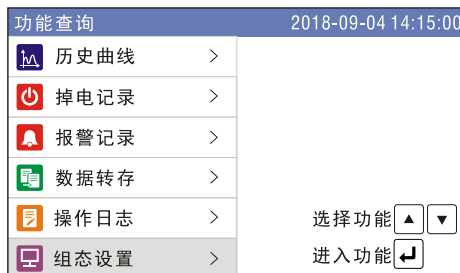 功能查询 2018-09-04 14:15:00
历史曲线 >
掉电记录 >
报警记录 >
数据转存 >
操作日志 >
组态设置 >
选择功能 ▲ ▼
进入功能 ↵